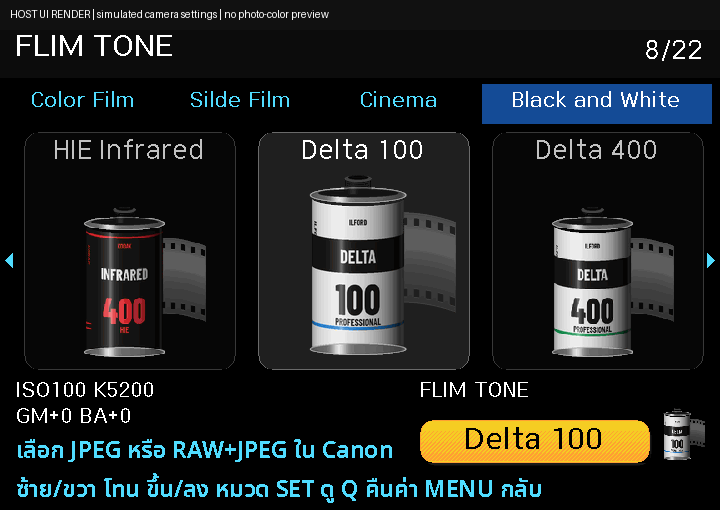 HOST UI RENDER | simulated camera settings | no photo-color preview
FLIM TONE
8/22
Color Film
Silde Film
Cinema
Black and White
HIE Infrared
Delta 100
Delta 400
INFRARED
400
HIE
ILFORD
DELTA
100
PROFESSIONAL
ILFORD
DELTA
400
PROFESSIONAL
ISO100 K5200
FLIM TONE
GM+0 BA+0
Delta 100
DELTA
100
เลือก JPEG หรือ RAW+JPEG ใน Canon
ซ้าย/ขวา โทน ขึ้น/ลง หมวด SET ดู Q คืนค่า MENU กลับ